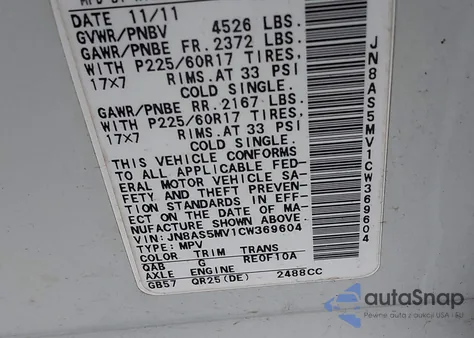 DATE 11/11
GVWR/PNBV 4526 LBS.
GAWR/PNBE FR. 2372 LBS.
WITH P225/60R17 TIRES,
17X7 RIMS.AT 33 PSI
COLD SINGLE.
GAWR/PNBE RR. 2167 LBS.
WITH P225/60R17 TIRES,
17X7 RIMS.AT 33 PSI
COLD SINGLE.
THIS VEHICLE CONFORMS
TO ALL APPLICABLE FED-
ERAL MOTOR VEHICLE SA-
FETY AND THEFT PREVEN-
TION STANDARDS IN EFF-
ECT ON THE DATE OF MA-
NUFACTURE SHOWN ABOVE.
VIN:JN8AS5MV1CW369604
TYPE: MPV
COLOR TRIM TRANS
QAB G RE0F10A
AXLE ENGINE
GB57 QR25(DE) 2488CC
JN8AS5MV1CW369604
autaSnap
Pewne auta z USA - EU